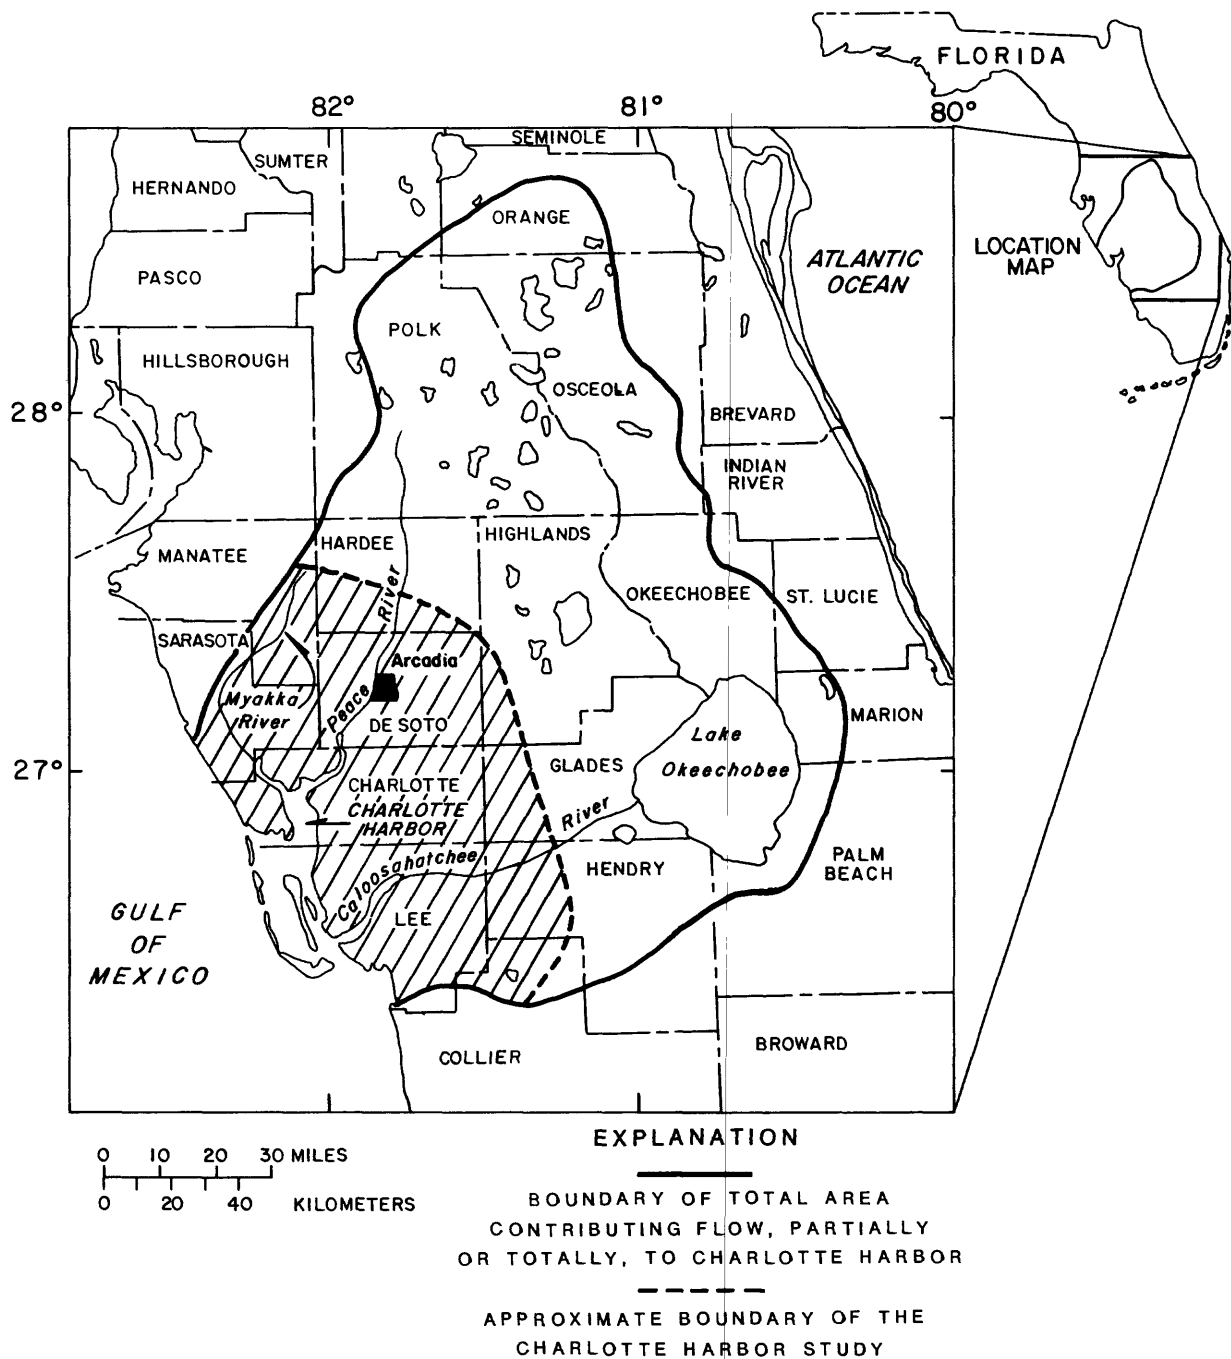 FLORIDA
82°
81°
80°
SEMINOLE
SUMTER
HERNANDO
ORANGE
ATLANTIC
OCEAN
LOCATION
MAP
PASCO
POLK
HILLSBOROUGH
OSCEOLA
28°
BREVARD
INDIAN
RIVER
HIGHLANDS
HARDEE
MANATEE
River
OKEECHOBEE
ST. LUCIE
SARASOTA
Arcadia
Myakka
River
Peace
DE SOTO
MARION
Lake
Okeechobee
27°
GLADES
CHARLOTTE
CHARLOTTE
HARBOR
River
Caloosahatchee
HENDRY
PALM
BEACH
LEE
GULF
OF
MEXICO
COLLIER
BROWARD
EXPLANATION
0 10 20 30 MILES
0 20 40 KILOMETERS
BOUNDARY OF TOTAL AREA
CONTRIBUTING FLOW, PARTIALLY
OR TOTALLY, TO CHARLOTTE HARBOR
APPROXIMATE BOUNDARY OF THE
CHARLOTTE HARBOR STUDY